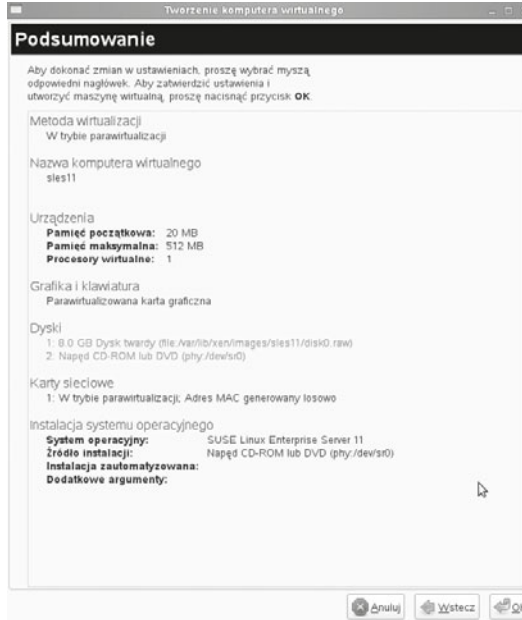 Tworzenie komputera wirtualnego
Podsumowanie
Aby dokonać zmian w ustawieniach, proszę wybrać myszą
odpowiedni nagłówek. Aby zatwierdzić ustawienia i
utworzyć maszynę wirtualną, proszę nacisnąć przycisk OK.
Metoda wirtualizacji
W trybie parawirtualizacji
Nazwa komputera wirtualnego
sles11
Urządzenia
Pamięć początkowa: 20 MB
Pamięć maksymalna: 512 MB
Procesory wirtualne: 1
Grafika i klawiatura
Parawirtualizowana karta graficzna
Dyski
1: 8.0 GB Dysk twardy (file:/var/lib/xen/images/sles11/disk0.raw)
2: Napęd CD-ROM lub DVD (phy:/dev/sr0)
Karty sieciowe
1: W trybie parawirtualizacji; Adres MAC generowany losowo
Instalacja systemu operacyjnego
System operacyjny: SUSE Linux Enterprise Server 11
Źródło instalacji: Napęd CD-ROM lub DVD (phy:/dev/sr0)
Instalacja zautomatyzowana:
Dodatkowe argumenty:
Anuluj Wstecz